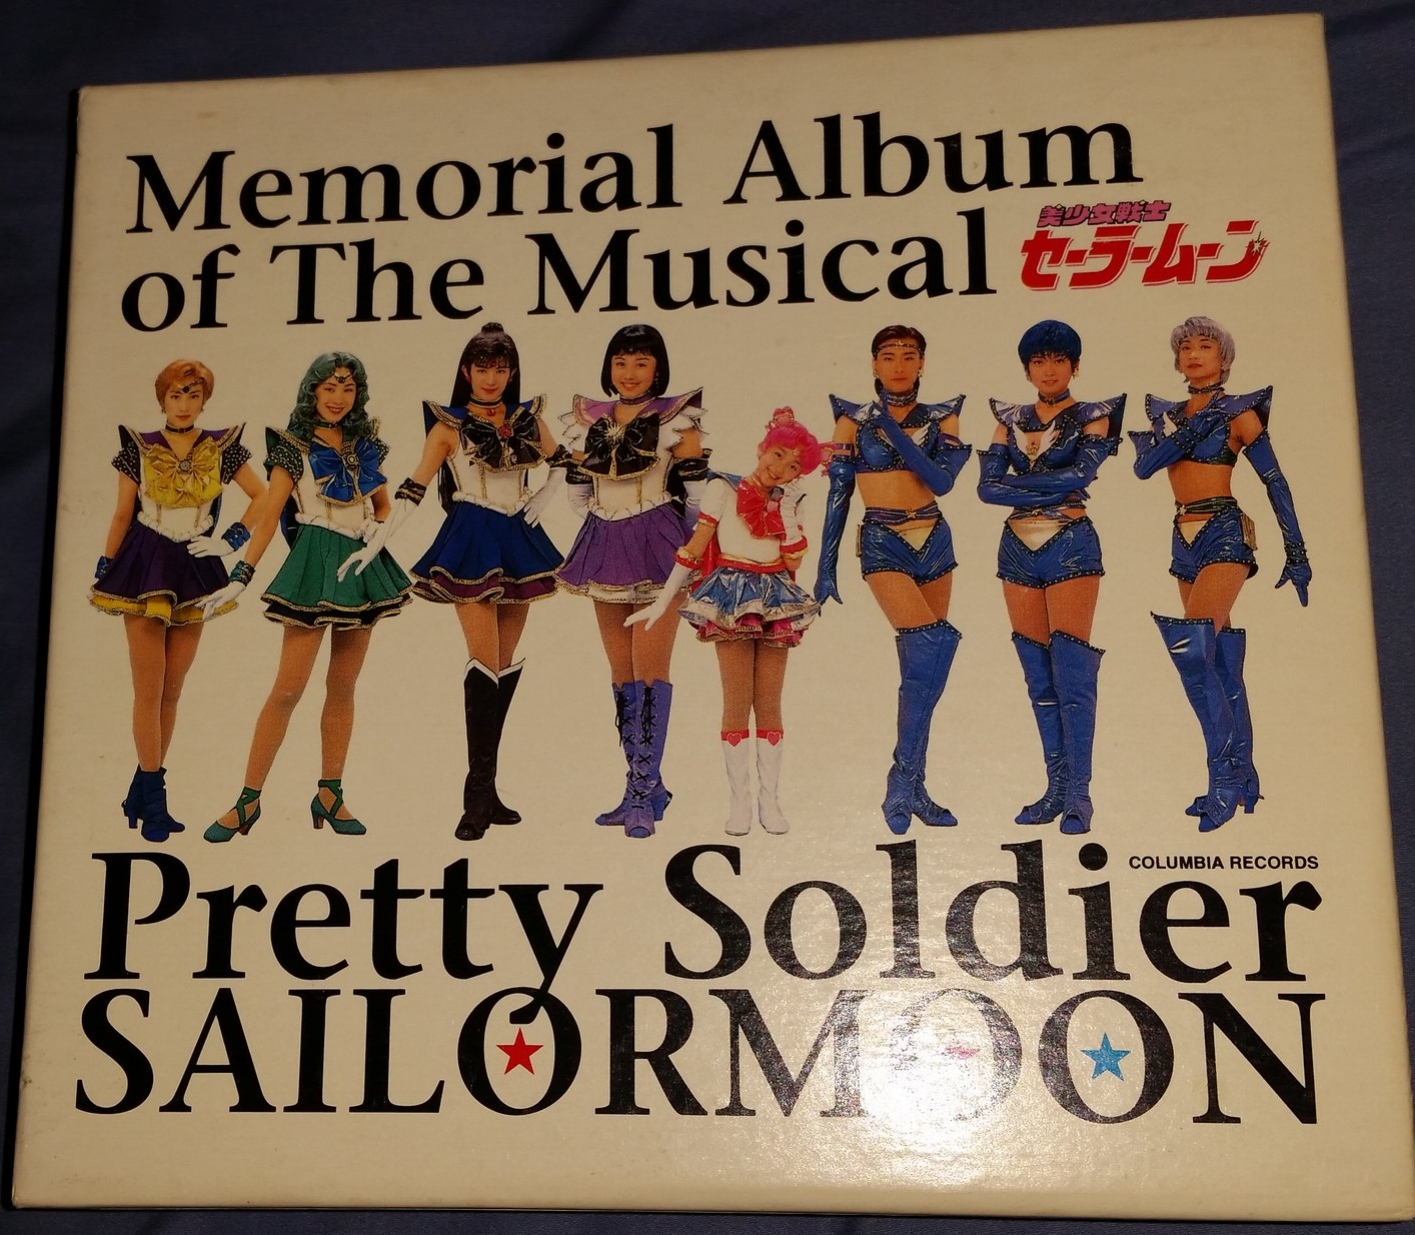 Memorial Album
of The Musical
美少女戦士
セーラームーン
Pretty Soldier
COLUMBIA RECORDS
SAILORMOON